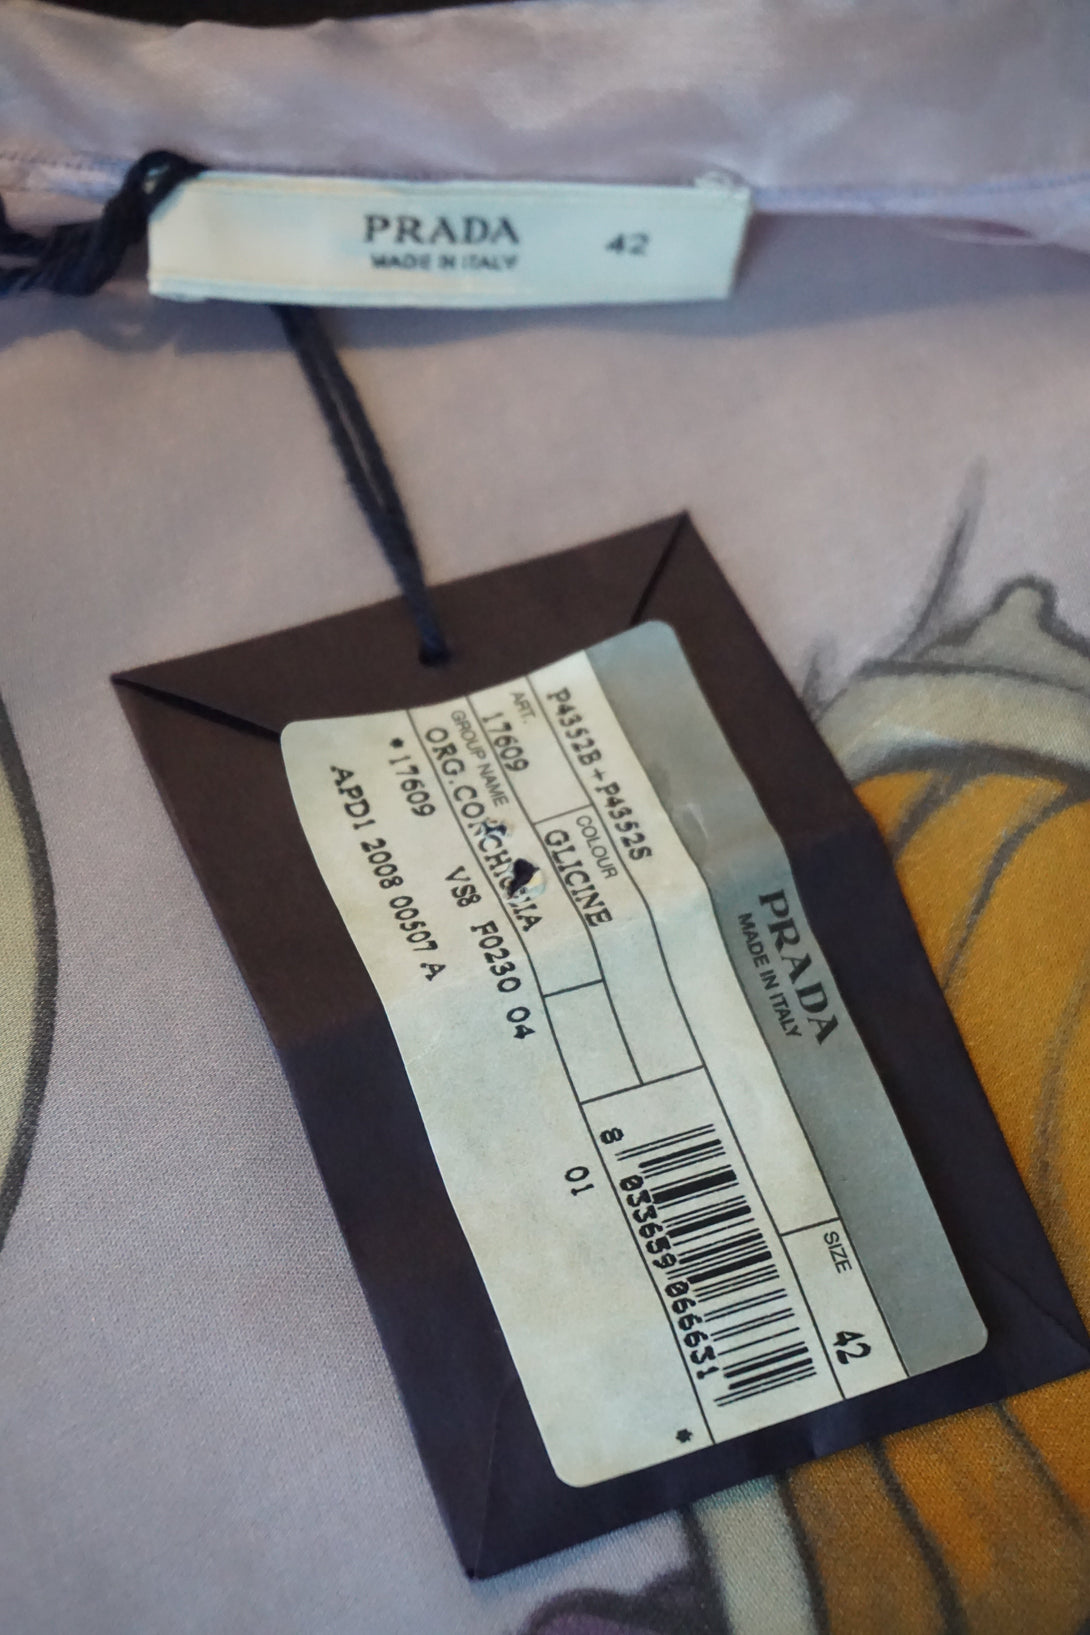 PRADA 42
MADE IN ITALY
PRADA
MADE IN ITALY
SIZE
42
P4352B+P4352S
ART.
17609
COLOUR
GLICINE
GROUP NAME
*17609 VS8 F0230 04
APD1 2008 00507 A
01
8 033659 066631
*